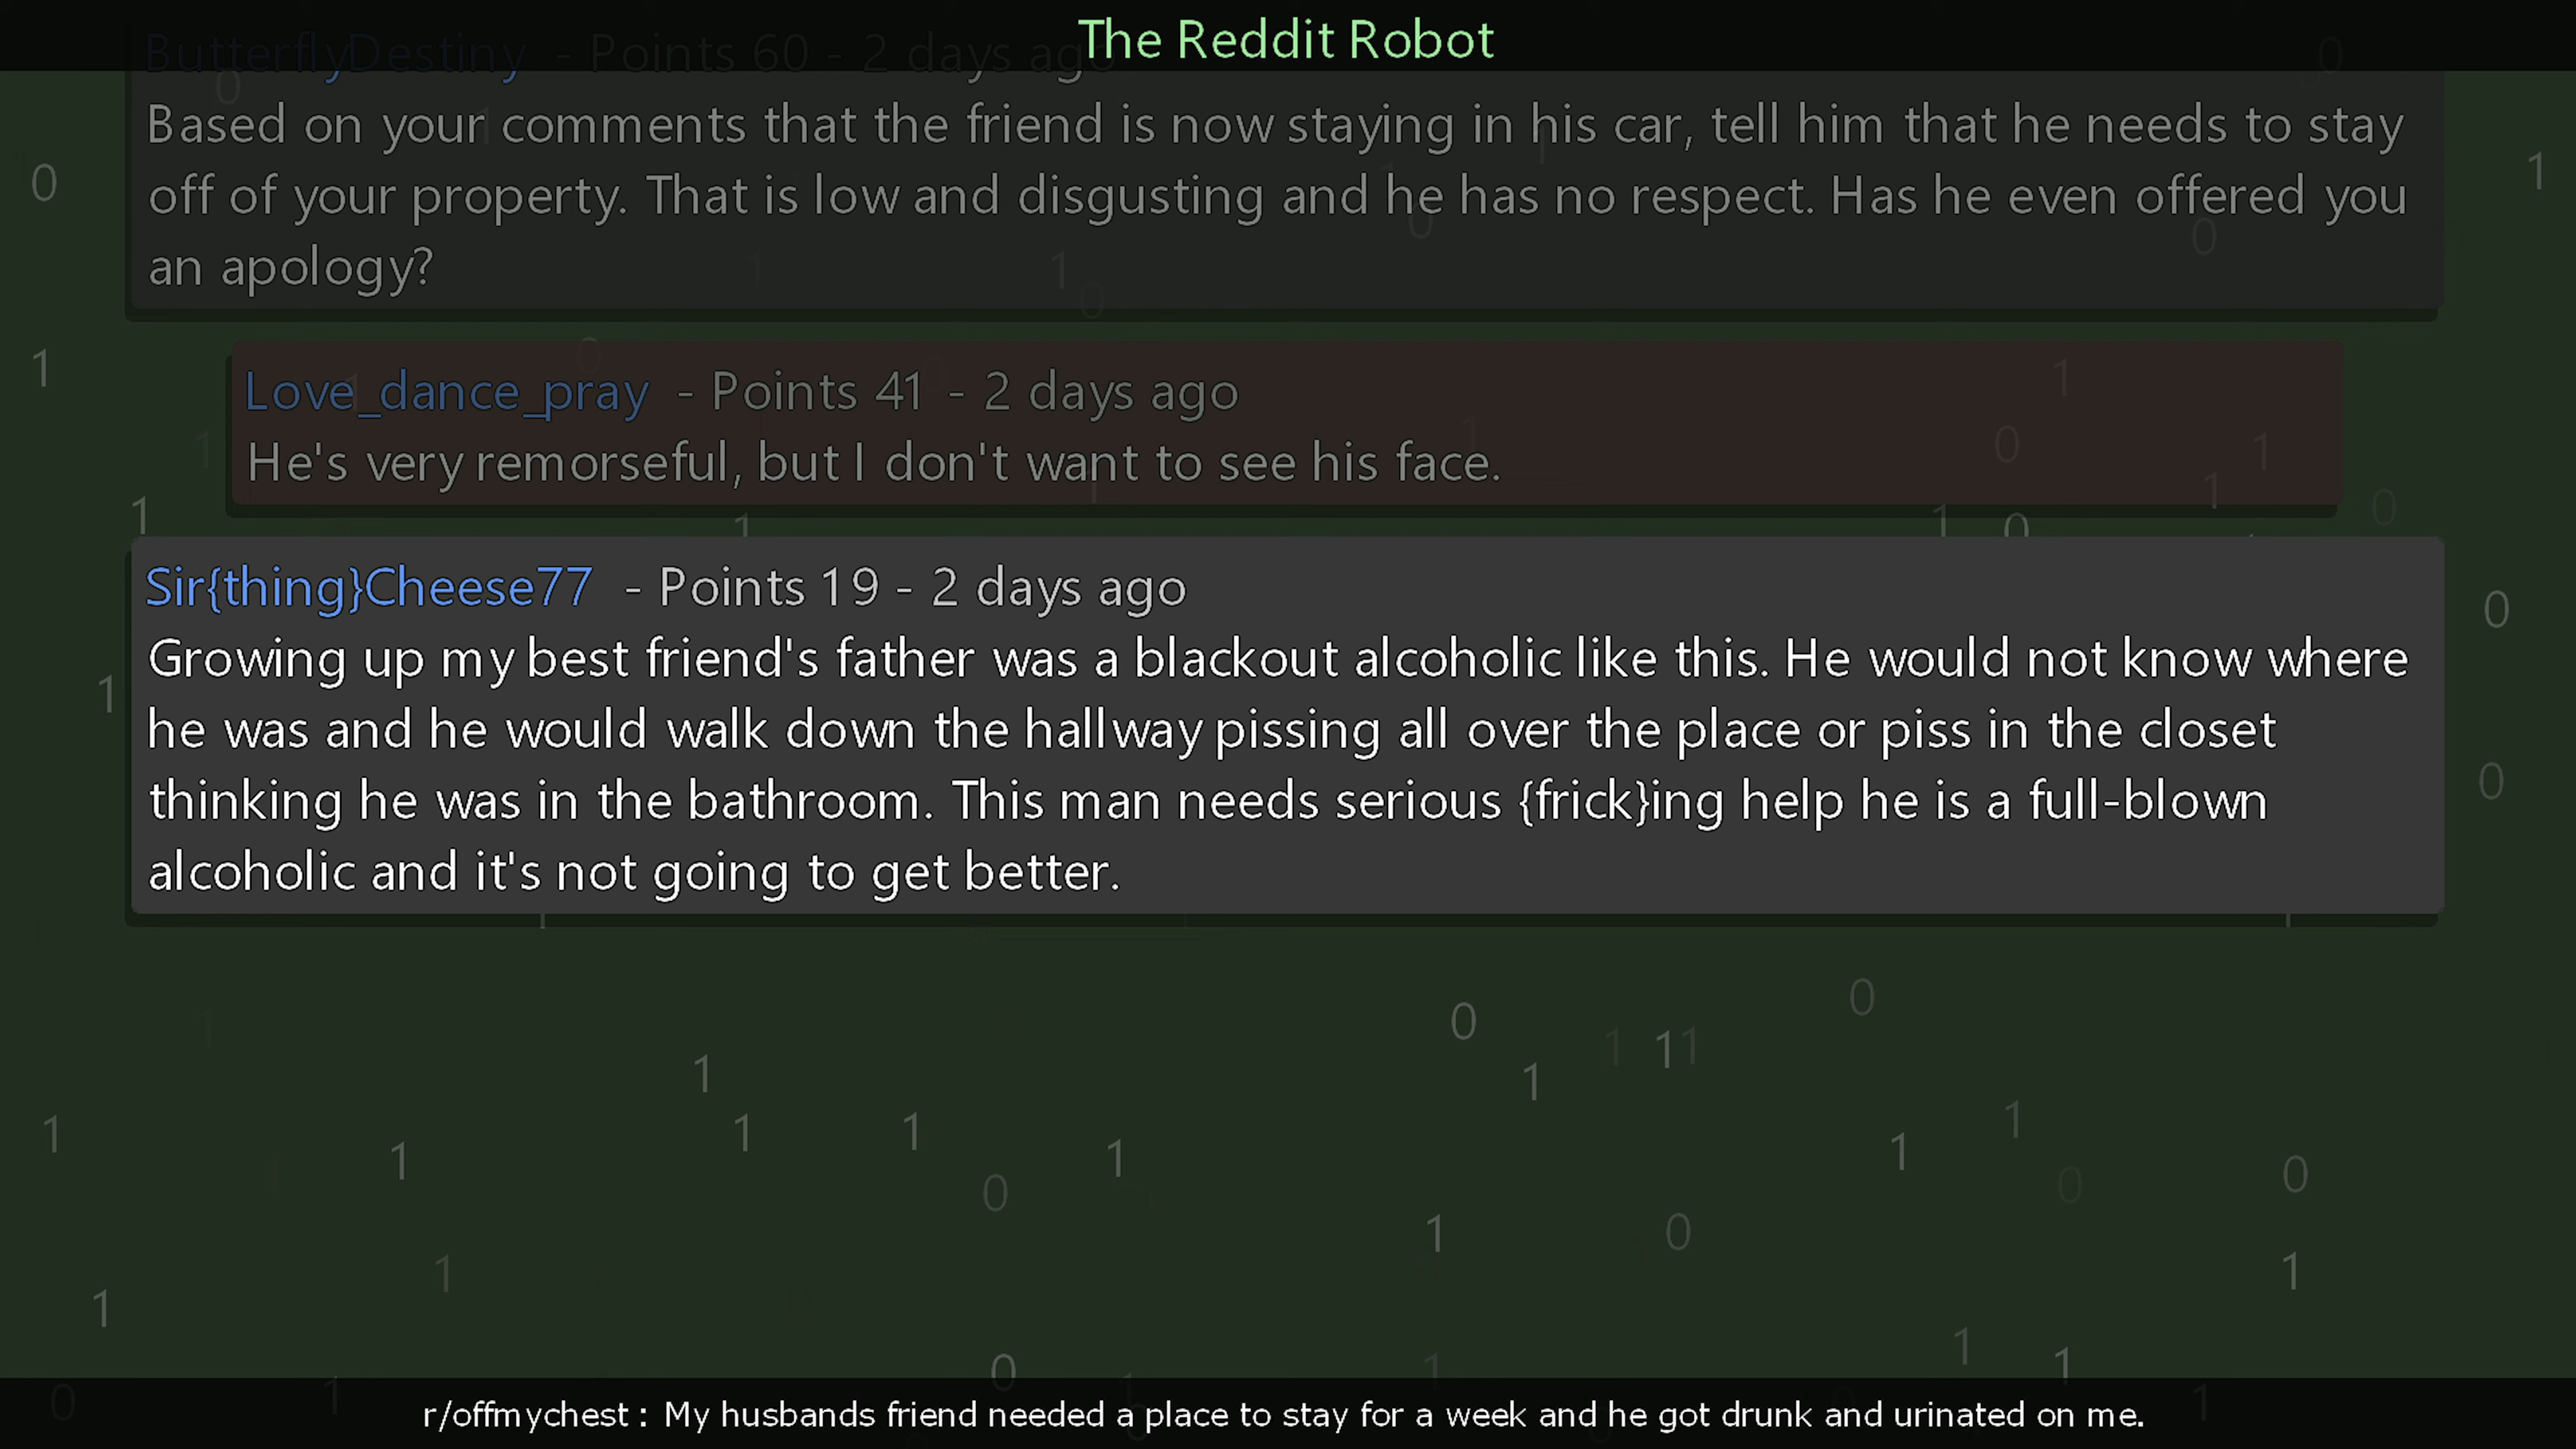 The Reddit Robot
ButterflyDestiny - Points 60 - 2 days ago
Based on your comments that the friend is now staying in his car, tell him that he needs to stay
off of your property. That is low and disgusting and he has no respect. Has he even offered you
an apology?
Love_dance_pray - Points 41 - 2 days ago
He's very remorseful, but I don't want to see his face.
Sir{thing}Cheese77 - Points 19 - 2 days ago
Growing up my best friend's father was a blackout alcoholic like this. He would not know where
he was and he would walk down the hallway pissing all over the place or piss in the closet
thinking he was in the bathroom. This man needs serious {frick}ing help he is a full-blown
alcoholic and it's not going to get better.
r/offmychest : My husbands friend needed a place to stay for a week and he got drunk and urinated on me.